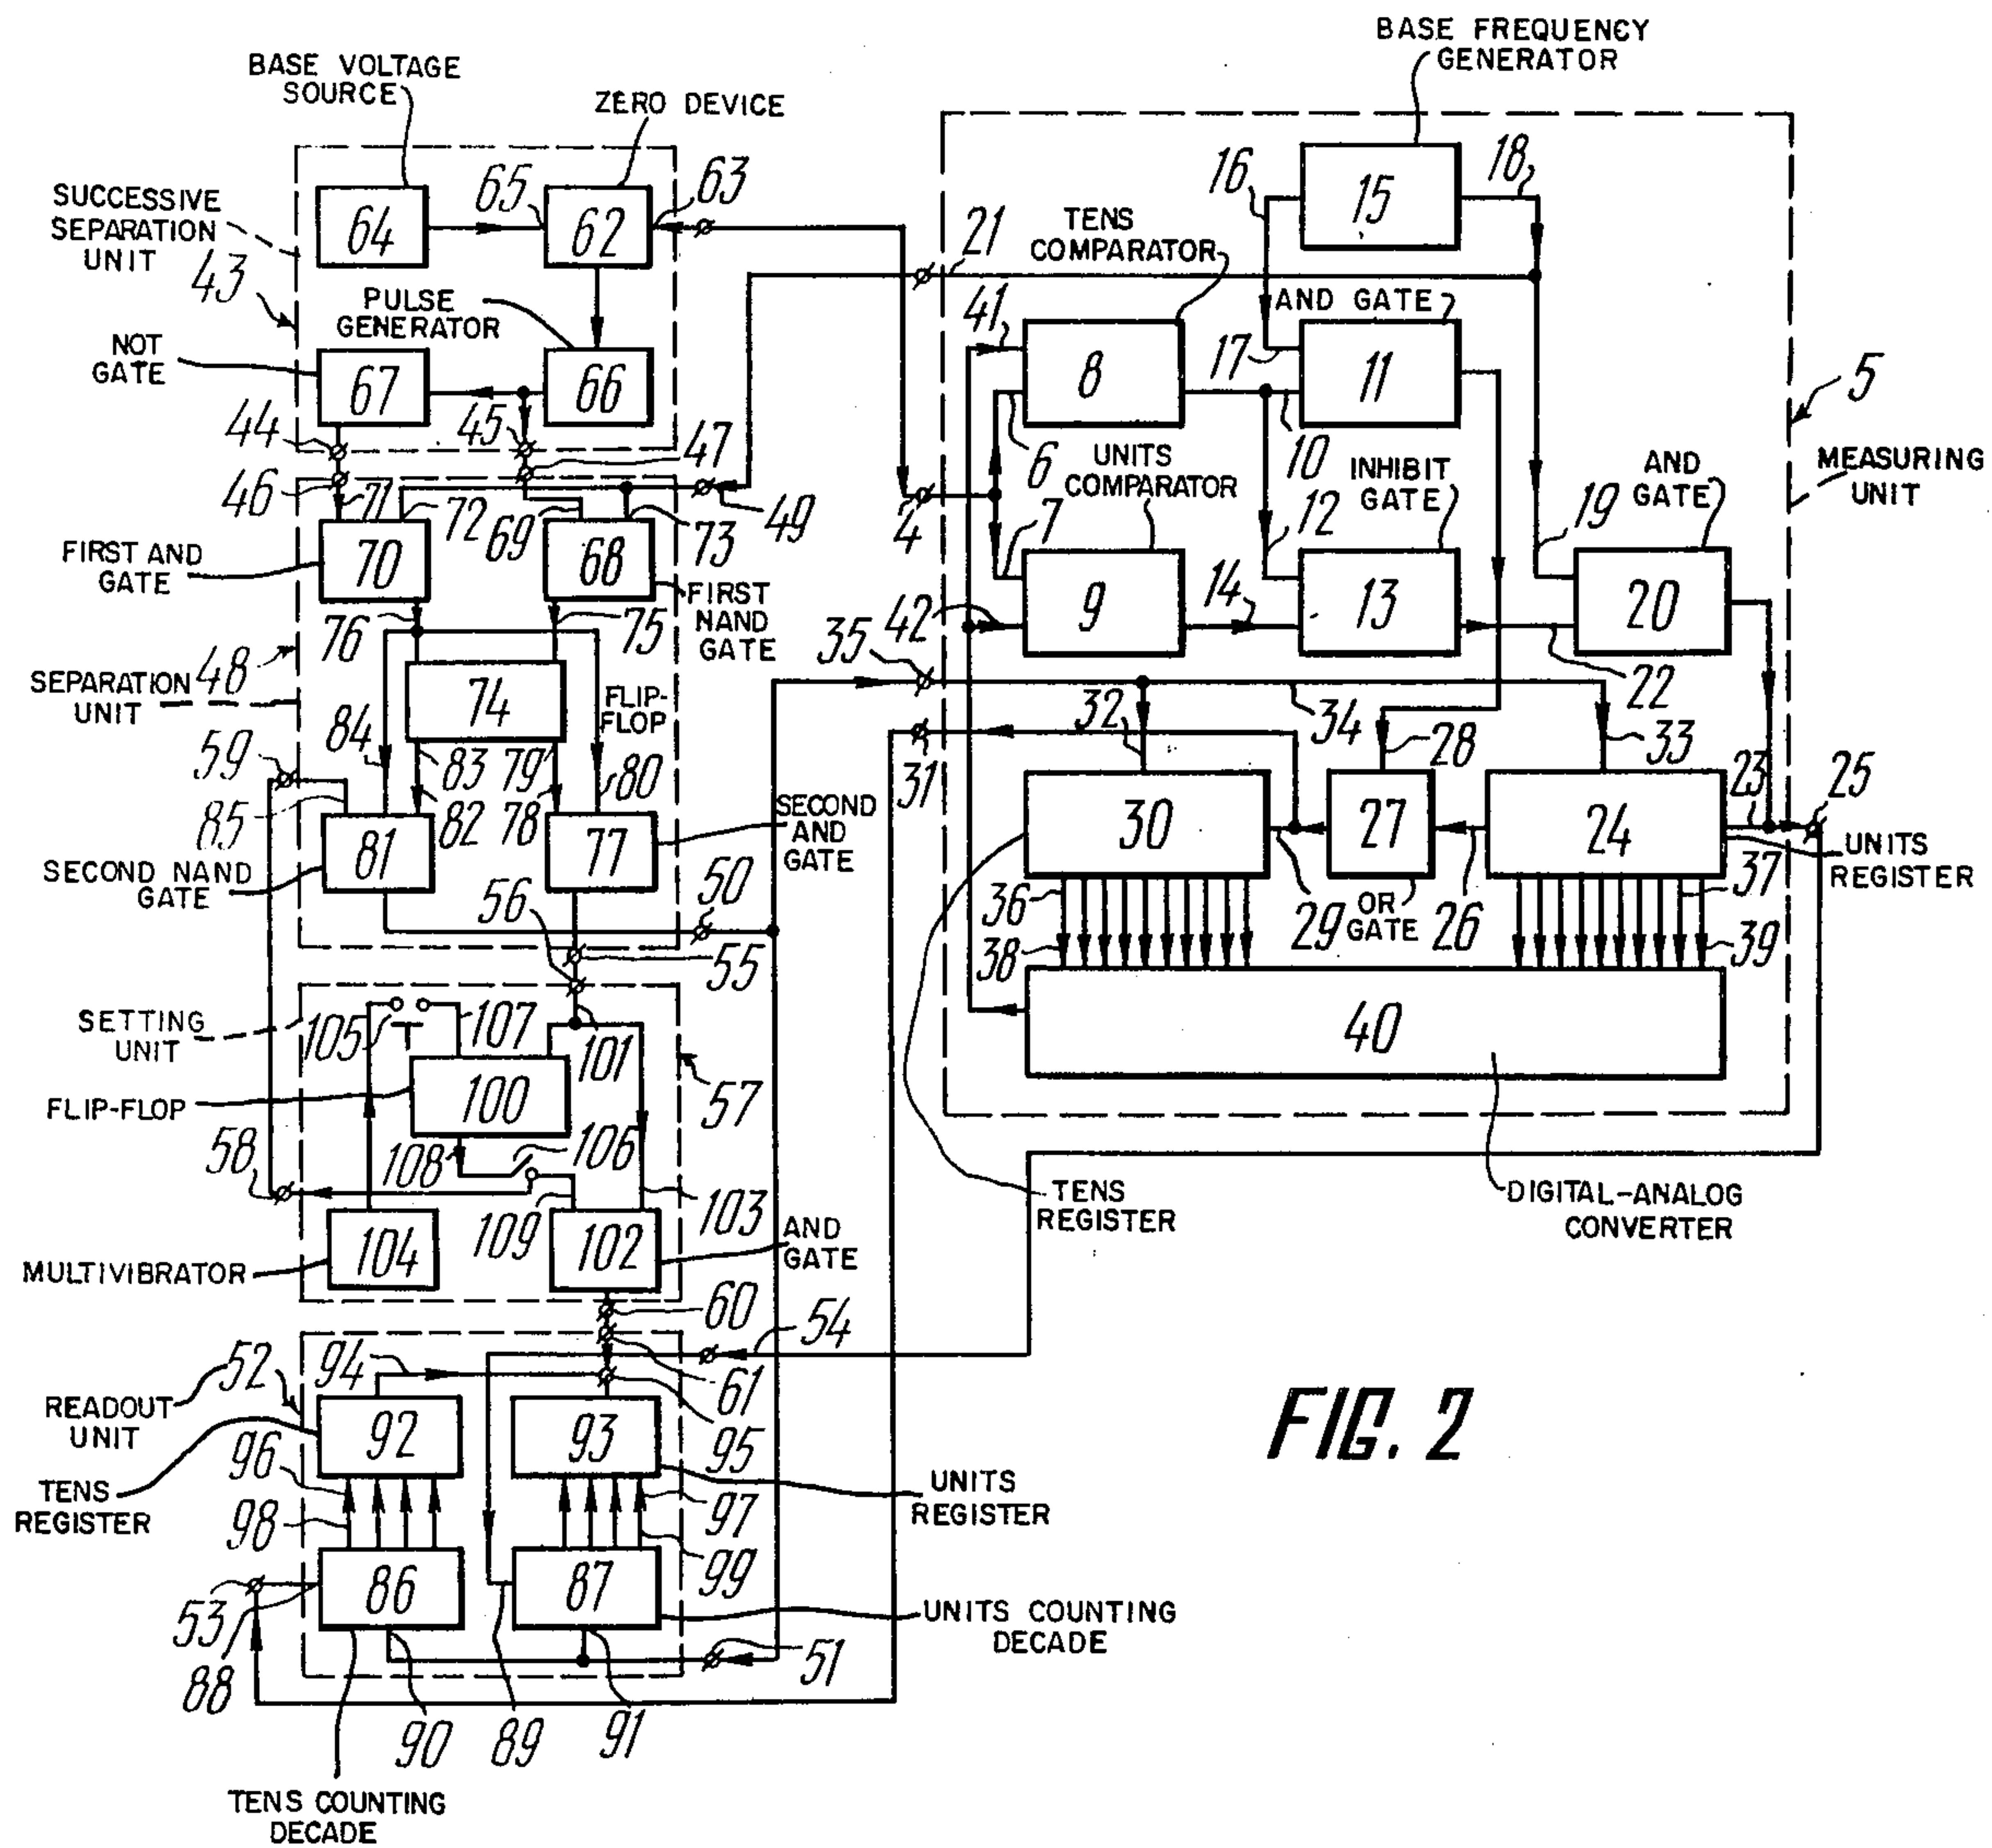 BASE FREQUENCY
GENERATOR
BASE VOLTAGE
SOURCE
ZERO DEVICE
SUCCESSIVE
SEPARATION
UNIT
43
64
65
62
63
PULSE
GENERATOR
NOT
GATE
67
66
44
45
46
47
71
72
69
73
49
FIRST AND
GATE
70
68
FIRST
NAND
GATE
76
75
SEPARATION
UNIT
48
74
FLIP-
FLOP
84
83
79
80
59
85
82
78
81
77
SECOND
AND
GATE
SECOND NAND
GATE
56
50
55
SETTING
UNIT
105
107
101
57
FLIP-FLOP
100
58
108
106
109
103
MULTIVIBRATOR
104
102
AND
GATE
60
54
52
94
61
READOUT
UNIT
92
93
95
96
TENS
REGISTER
UNITS
REGISTER
97
98
99
53
86
87
UNITS COUNTING
DECADE
88
51
90
89
91
TENS COUNTING
DECADE
16
15
18
TENS
COMPARATOR
21
AND GATE
41
17
8
11
5
6
10
UNITS
COMPARATOR
INHIBIT
GATE
AND
GATE
MEASURING
UNIT
4
7
12
19
42
9
14
13
20
35
22
32
34
31
28
33
23
25
30
27
24
UNITS
REGISTER
36
29
OR
GATE
26
37
38
39
40
TENS
REGISTER
DIGITAL-ANALOG
CONVERTER
FIG. 2